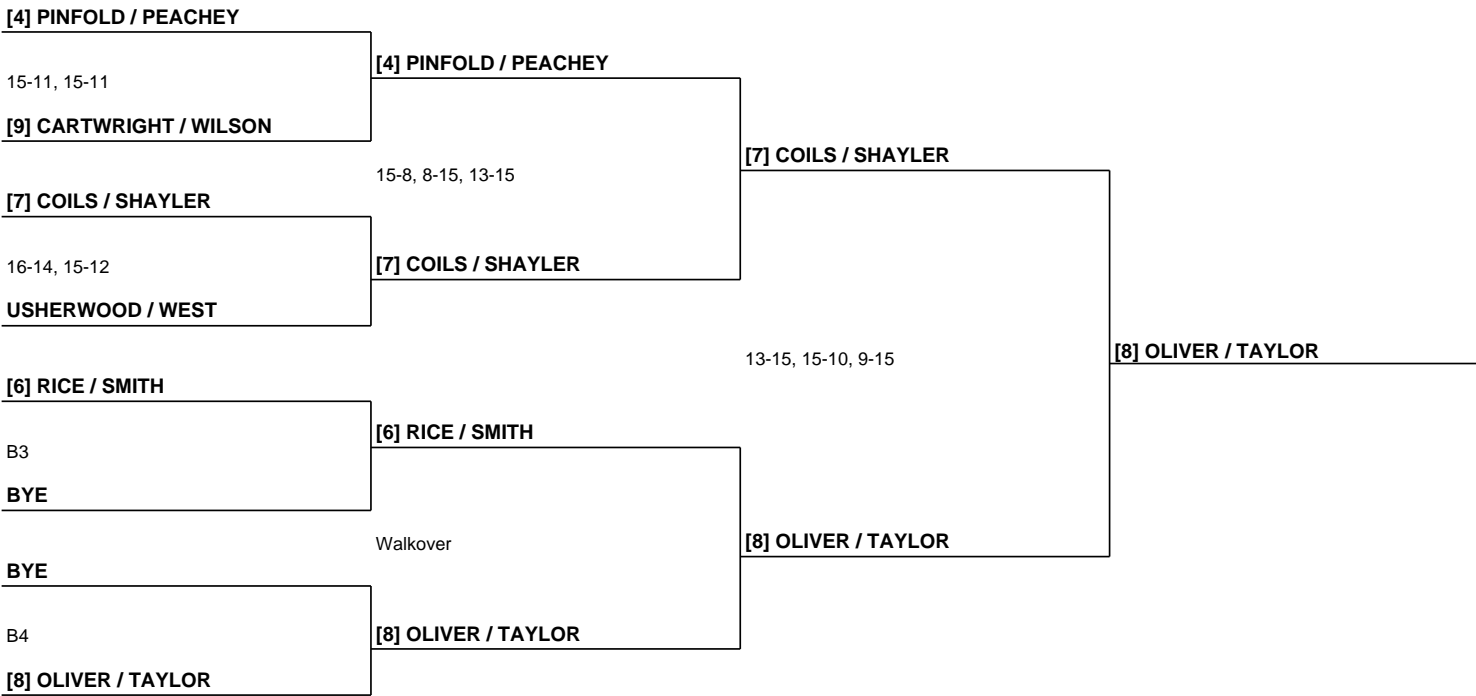 [4] PINFOLD / PEACHEY
15-11, 15-11
[9] CARTWRIGHT / WILSON
[7] COILS / SHAYLER
16-14, 15-12
USHERWOOD / WEST
[6] RICE / SMITH
B3
BYE
BYE
B4
[8] OLIVER / TAYLOR
[4] PINFOLD / PEACHEY
15-8, 8-15, 13-15
[7] COILS / SHAYLER
[6] RICE / SMITH
Walkover
[8] OLIVER / TAYLOR
[7] COILS / SHAYLER
13-15, 15-10, 9-15
[8] OLIVER / TAYLOR
[8] OLIVER / TAYLOR